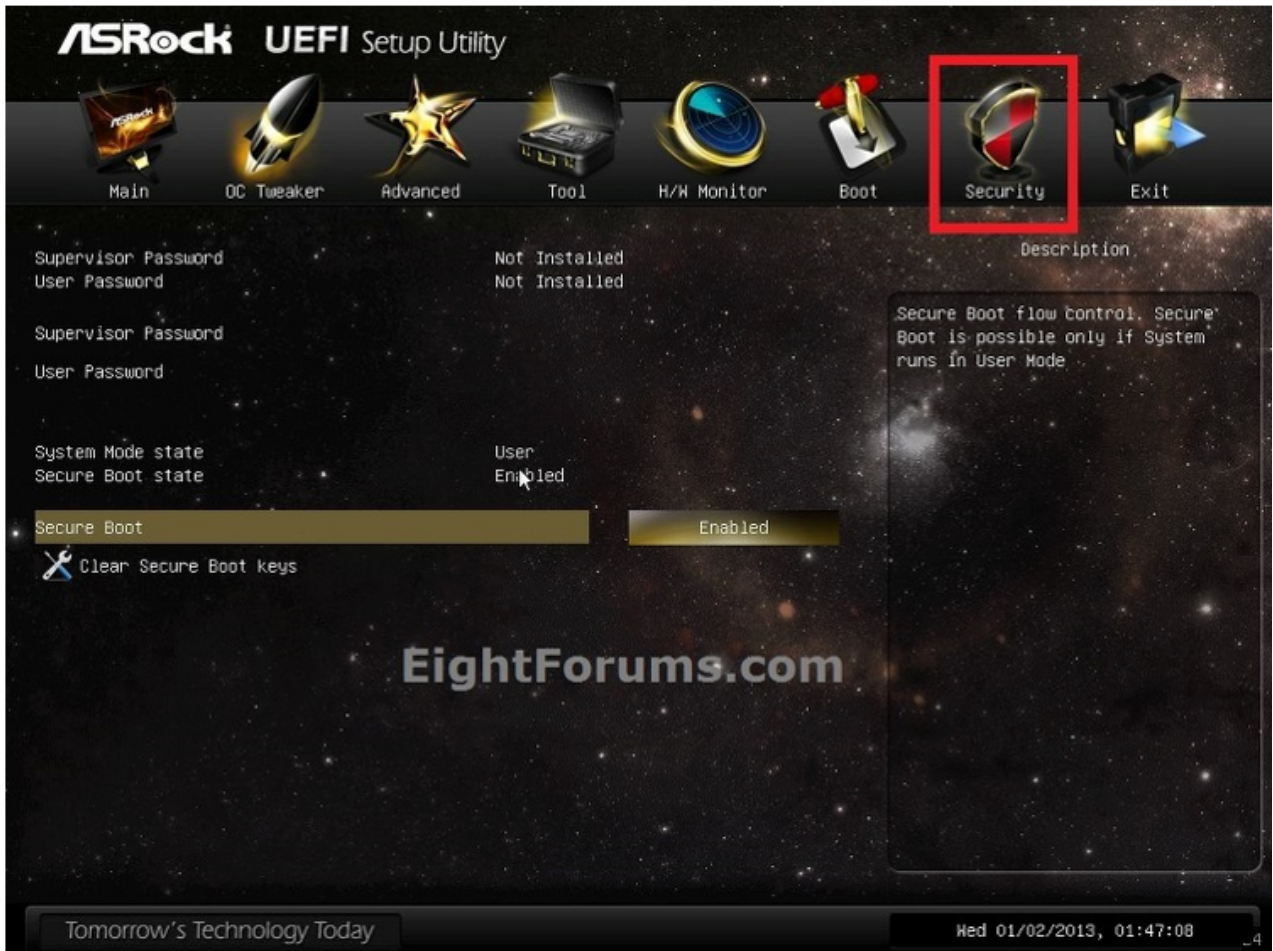 ASRock UEFI Setup Utility
ASRock
Main OC Tweaker Advanced Tool H/W Monitor Boot Security Exit
Description
Supervisor Password Not Installed
User Password Not Installed
Supervisor Password
User Password
System Mode state User
Secure Boot state Enabled
Secure Boot Enabled
Clear Secure Boot keys
Secure Boot flow control. Secure
Boot is possible only if System
runs in User Mode
EightForums.com
Tomorrow's Technology Today
Wed 01/02/2013, 01:47:08